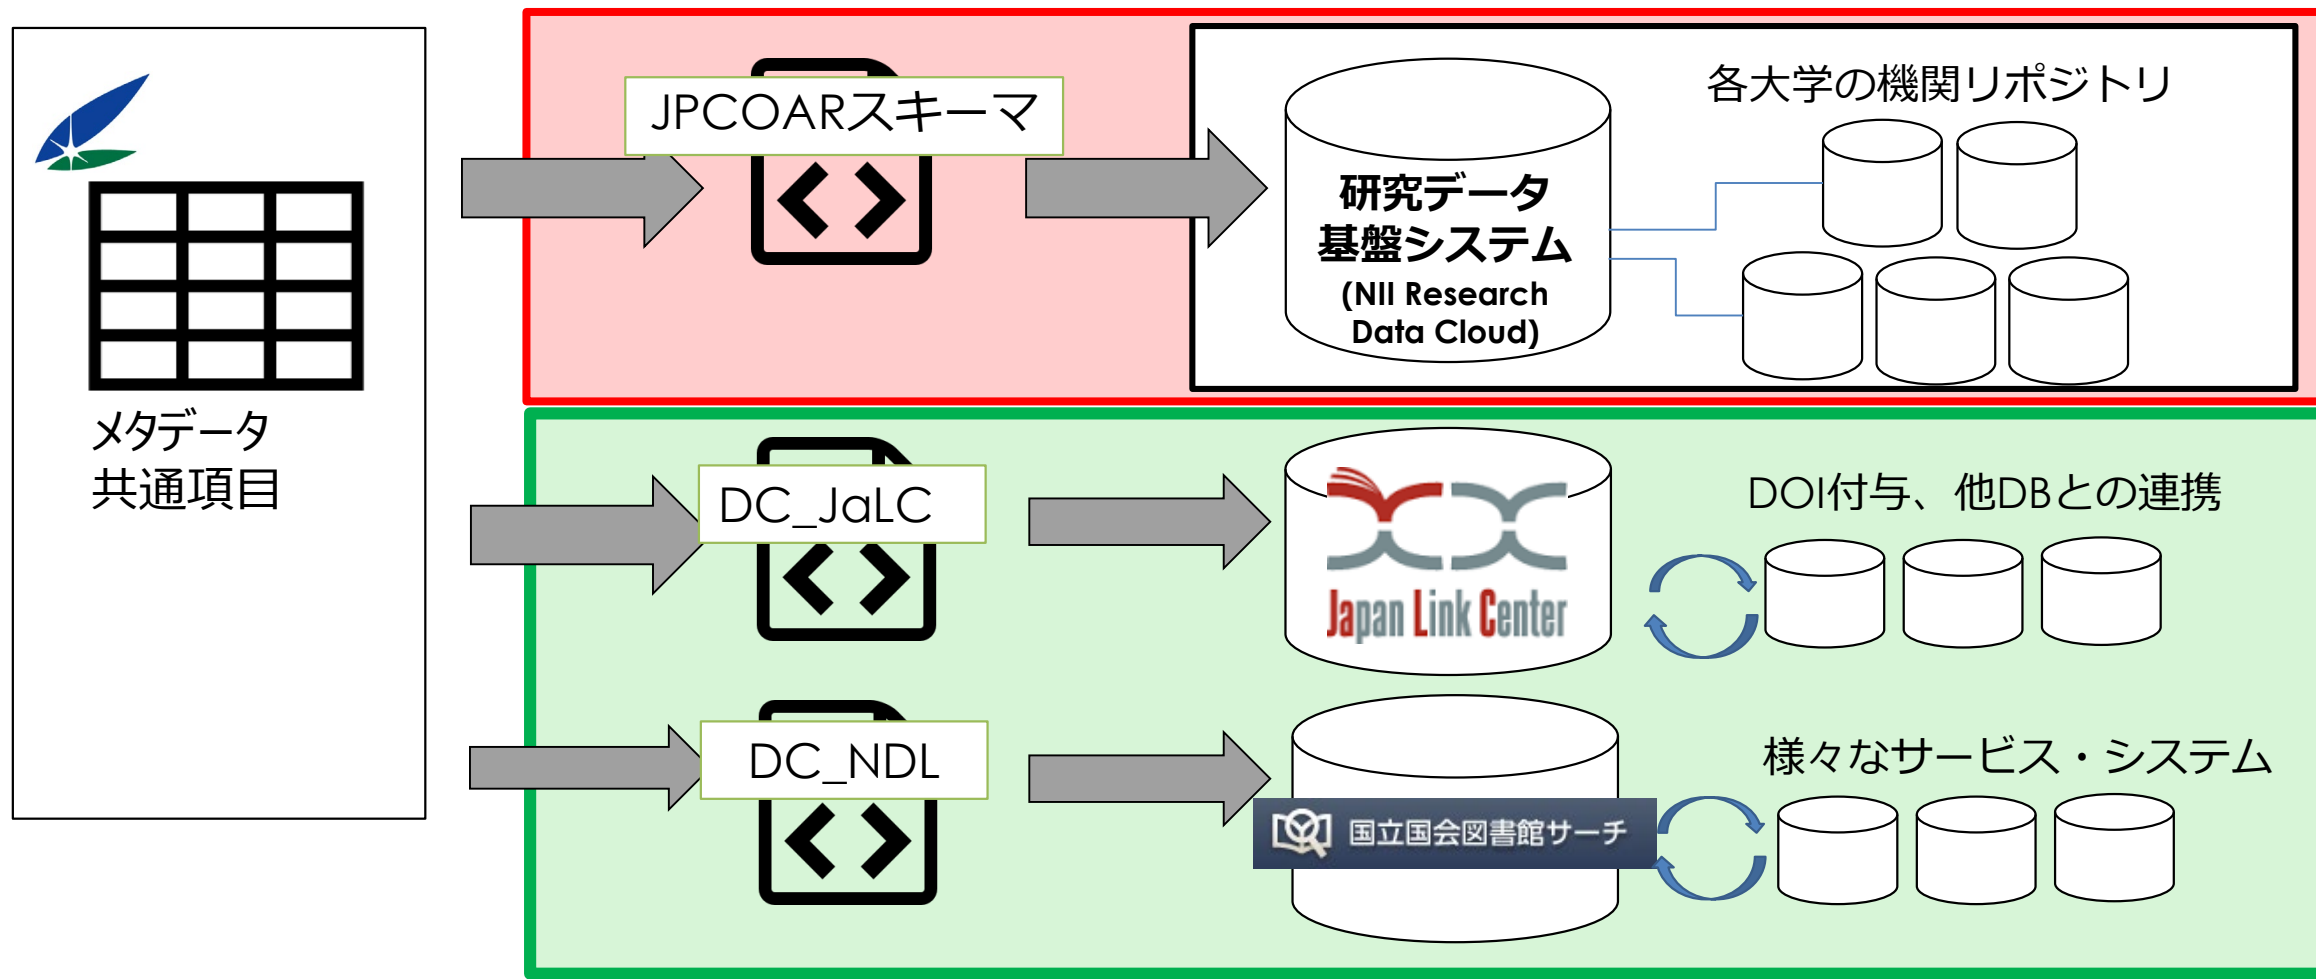 メタデータ
共通項目
JPCOARスキーマ
研究データ
基盤システム
(NII Research
Data Cloud)
各大学の機関リポジトリ
DC_JaLC
Japan Link Center
DOI付与、他DBとの連携
DC_NDL
国立国会図書館サーチ
様々なサービス・システム